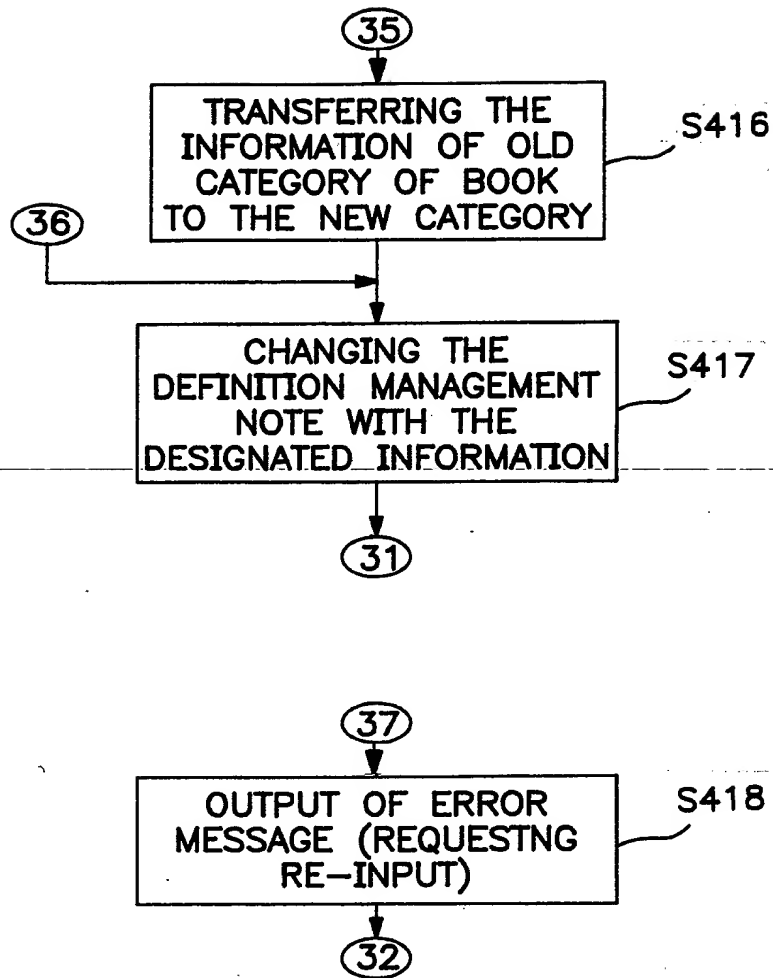 35
TRANSFERRING THE
INFORMATION OF OLD
CATEGORY OF BOOK
TO THE NEW CATEGORY
S416
36
CHANGING THE
DEFINITION MANAGEMENT
NOTE WITH THE
DESIGNATED INFORMATION
S417
31
37
OUTPUT OF ERROR
MESSAGE (REQUESTNG
RE-INPUT)
S418
32